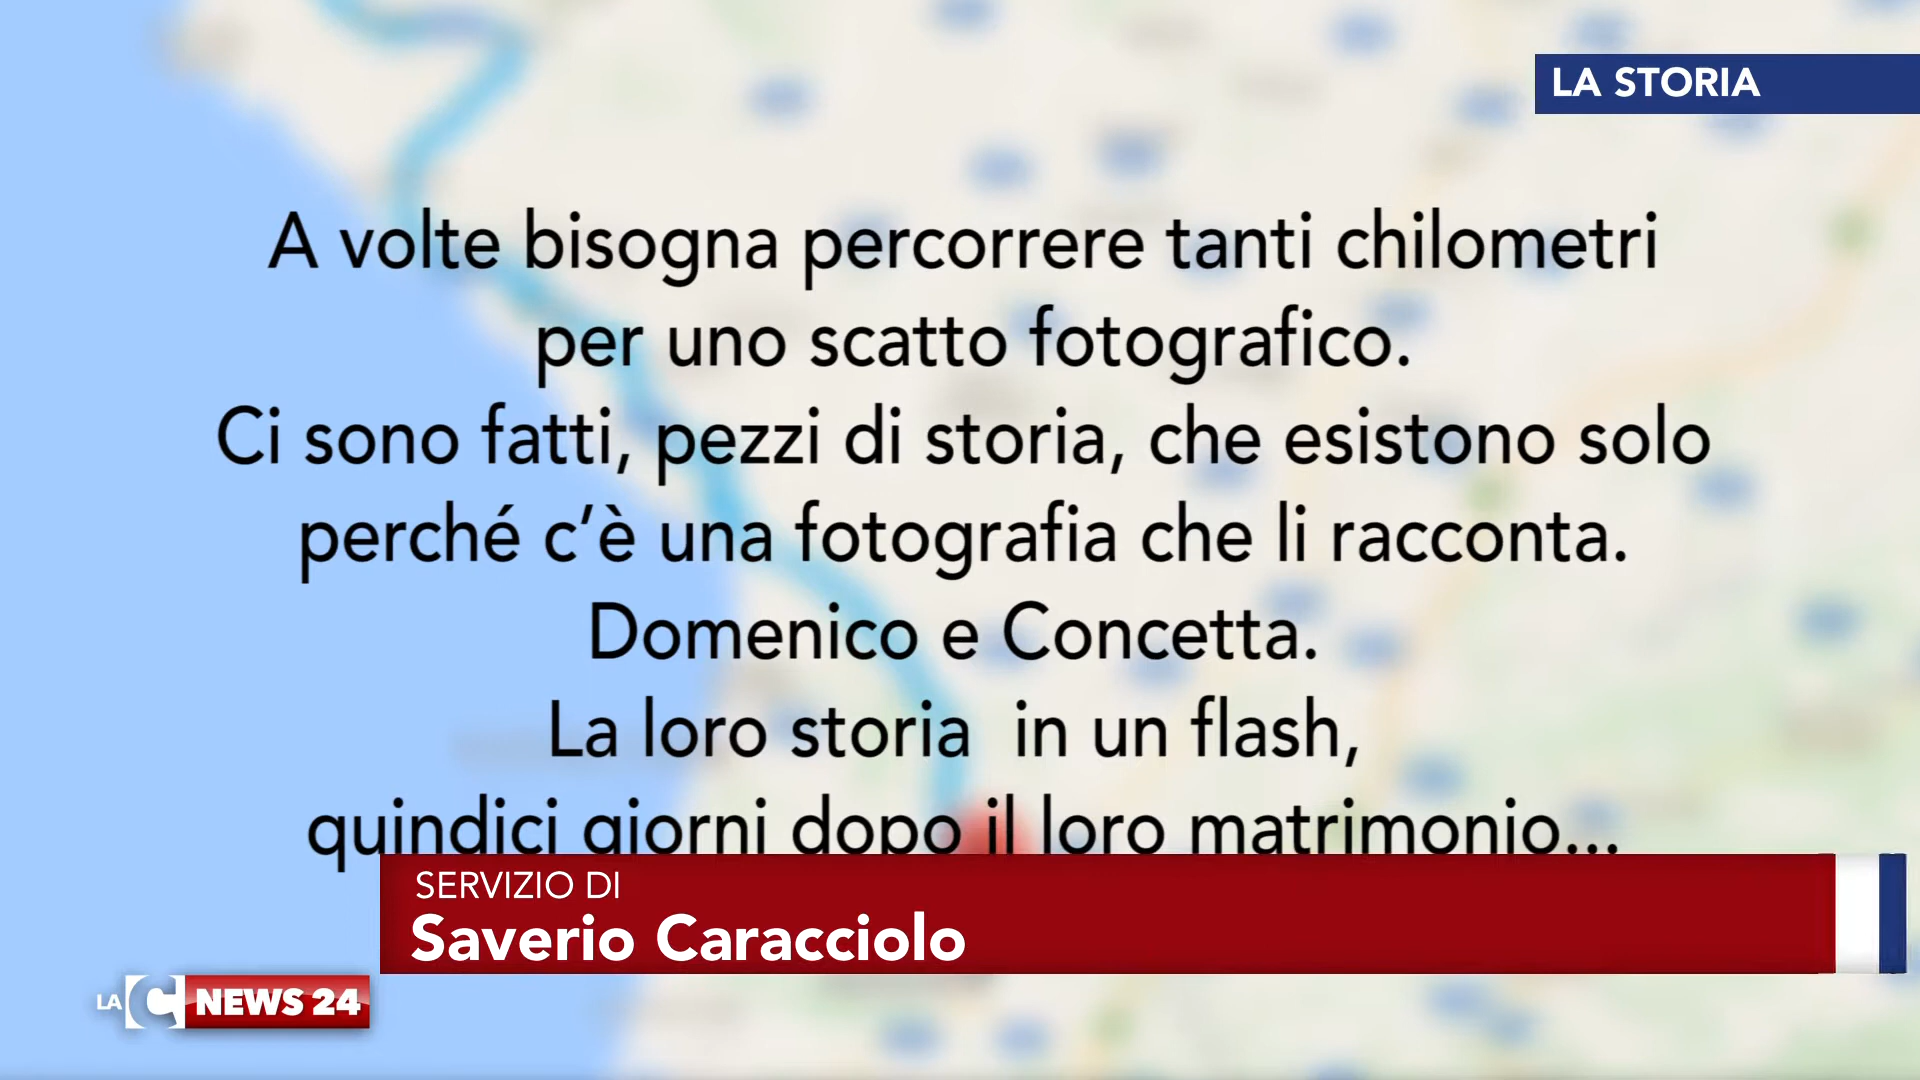 LA STORIA
A volte bisogna percorrere tanti chilometri
per uno scatto fotografico.
Ci sono fatti, pezzi di storia, che esistono solo
perché c’è una fotografia che li racconta.
Domenico e Concetta.
La loro storia  in un flash,
quindici giorni dopo il loro matrimonio...
SERVIZIO DI
Saverio Caracciolo
LA C NEWS 24